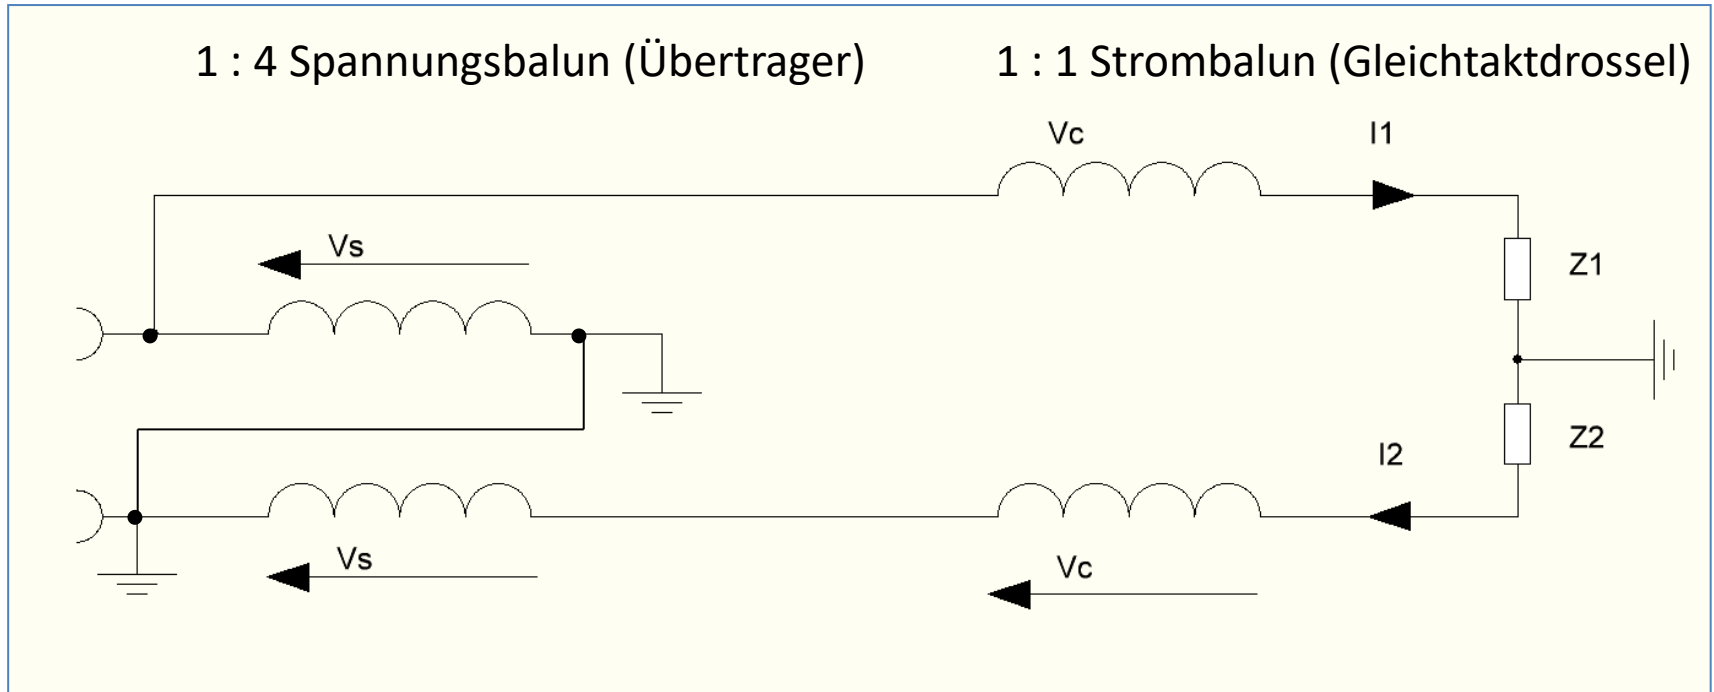 1 : 4 Spannungsbalun (Übertrager)
1 : 1 Strombalun (Gleichtaktdrossel)
Vc
I1
Vs
Z1
Z2
I2
Vs
Vc